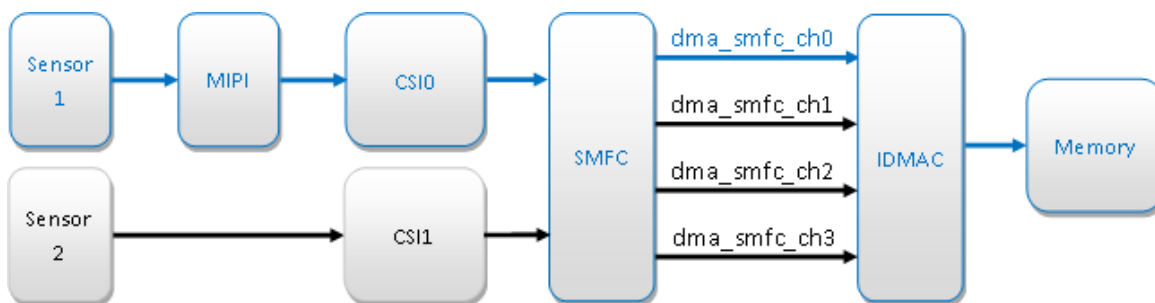 Sensor
1
MIPI
CSI0
SMFC
dma_smfc_ch0
dma_smfc_ch1
dma_smfc_ch2
dma_smfc_ch3
IDMAC
Memory
Sensor
2
CSI1